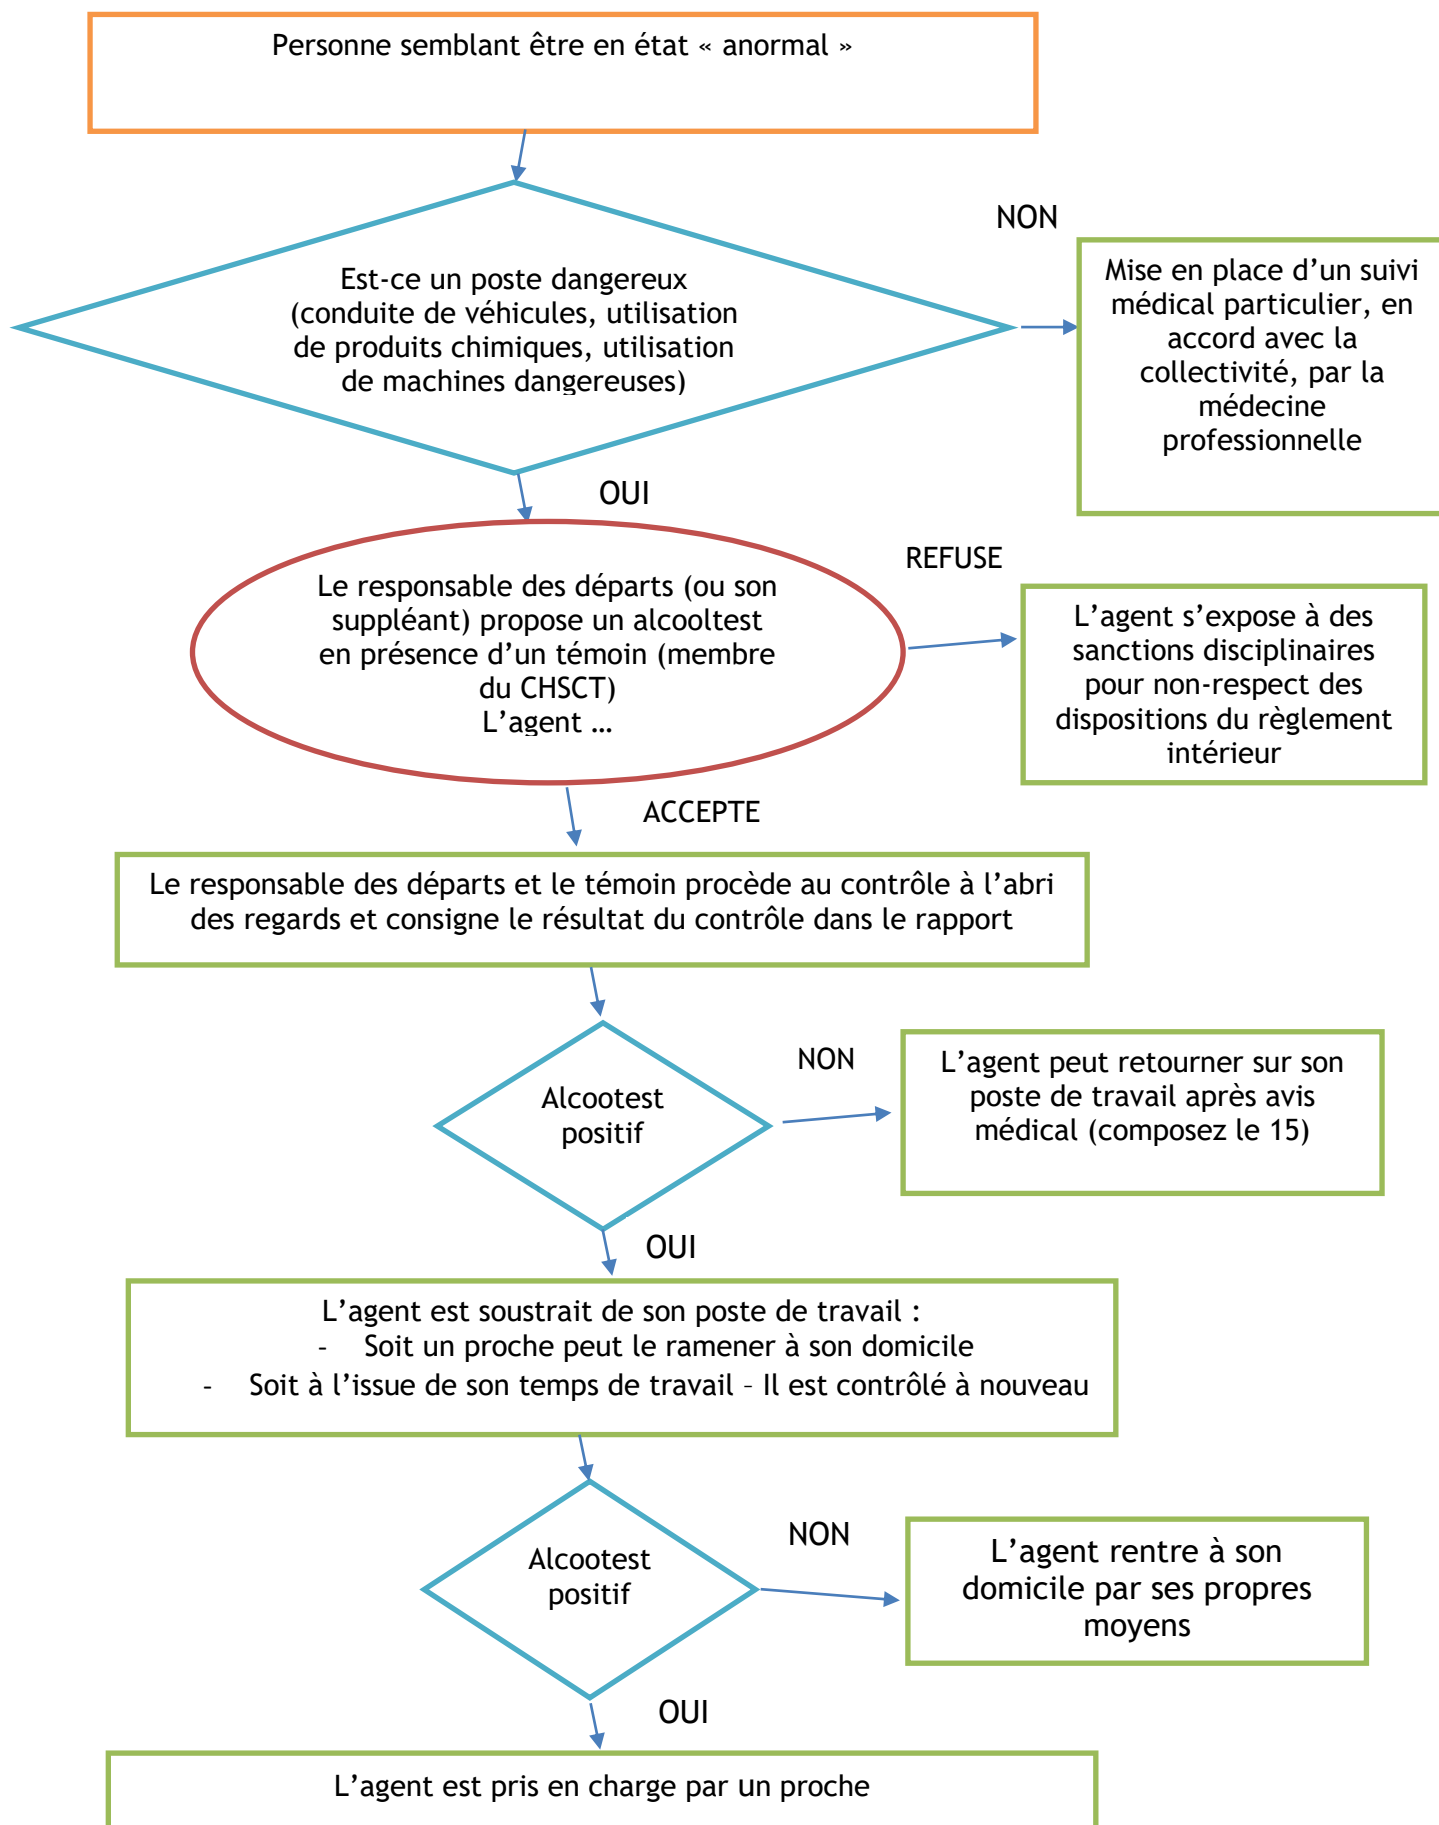 Personne semblant être en état « anormal »
NON
Est-ce un poste dangereux
(conduite de véhicules, utilisation
de produits chimiques, utilisation
de machines dangereuses)
Mise en place d’un suivi
médical particulier, en
accord avec la
collectivité, par la
médecine
professionnelle
OUI
REFUSE
Le responsable des départs (ou son
suppléant) propose un alcooltest
en présence d’un témoin (membre
du CHSCT)
L’agent …
L’agent s’expose à des
sanctions disciplinaires
pour non-respect des
dispositions du règlement
intérieur
ACCEPTE
Le responsable des départs et le témoin procède au contrôle à l’abri
des regards et consigne le résultat du contrôle dans le rapport
Alcootest
positif
NON
L’agent peut retourner sur son
poste de travail après avis
médical (composez le 15)
OUI
L’agent est soustrait de son poste de travail :
- Soit un proche peut le ramener à son domicile
- Soit à l’issue de son temps de travail – Il est contrôlé à nouveau
Alcootest
positif
NON
L’agent rentre à son
domicile par ses propres
moyens
OUI
L’agent est pris en charge par un proche